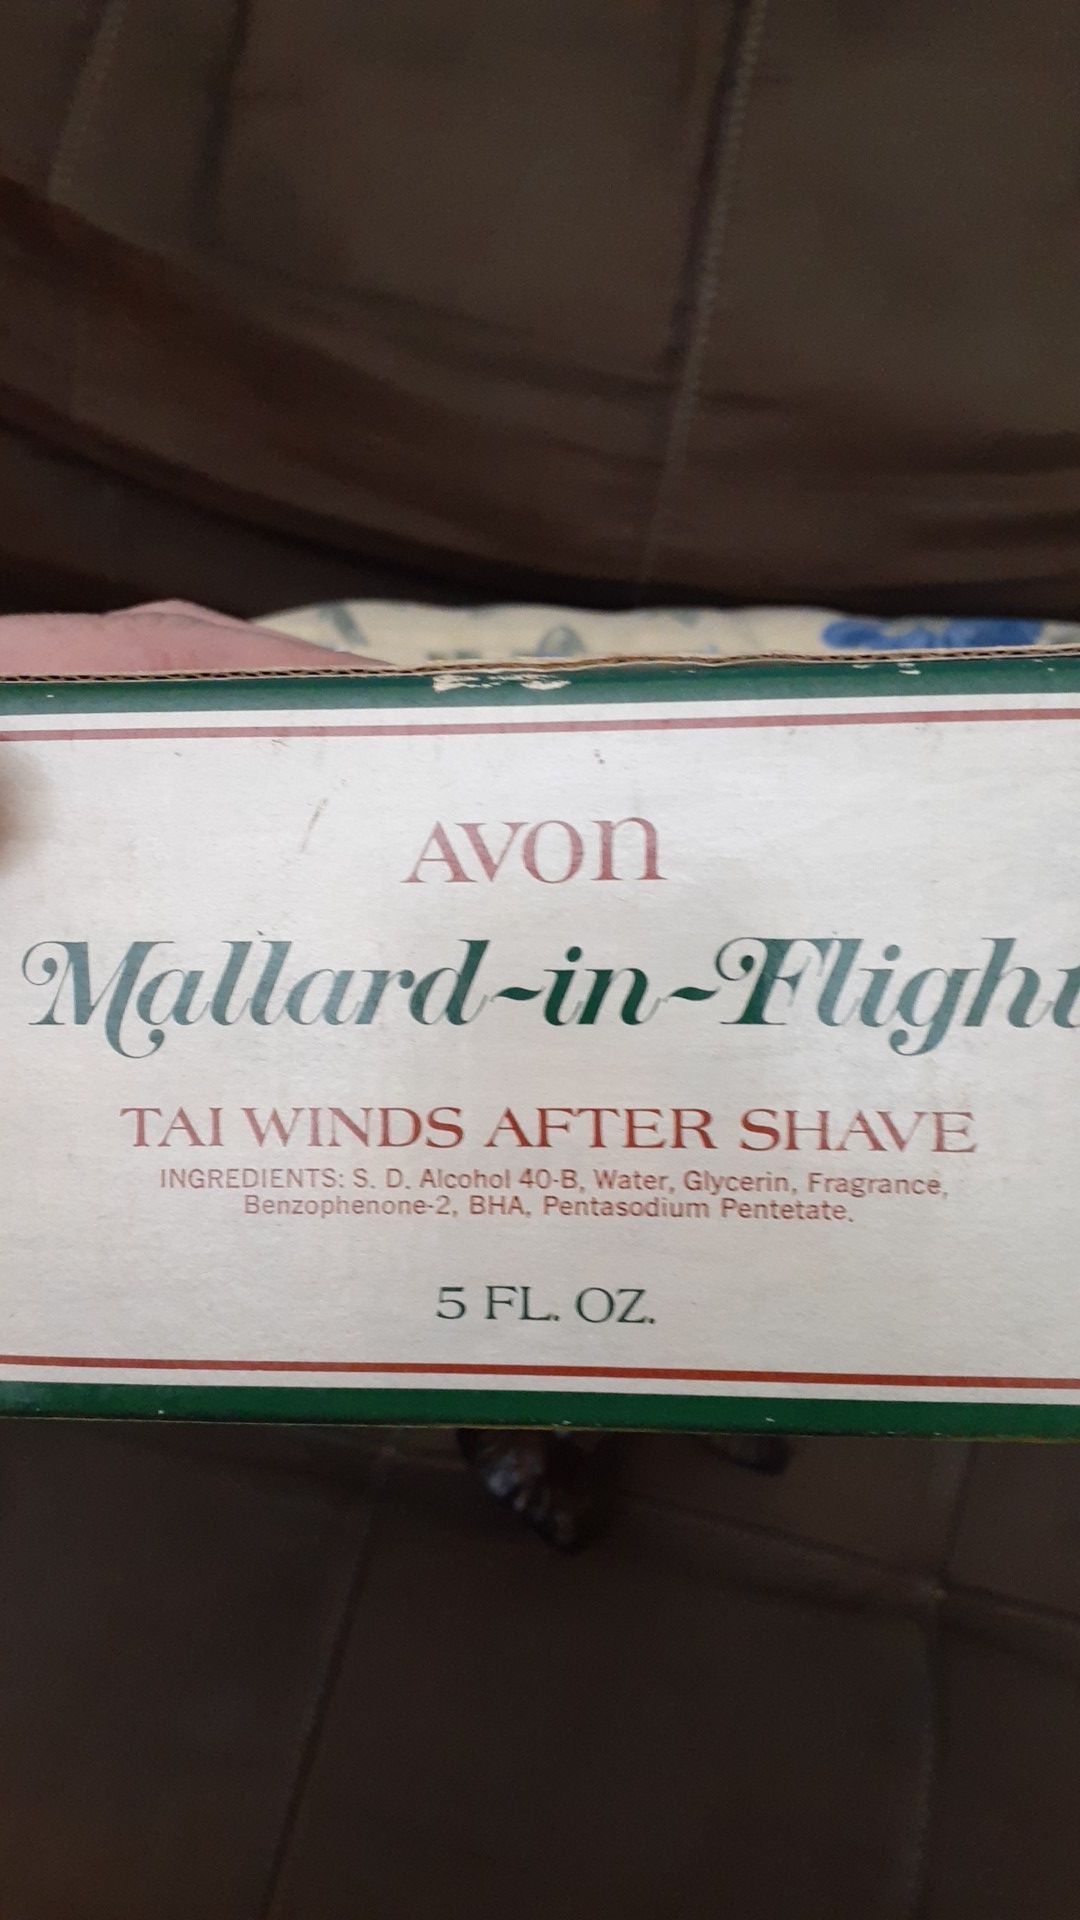 AVON
Mallard-in-Flight
TAI WINDS AFTER SHAVE
INGREDIENTS: S. D. Alcohol 40-B, Water, Glycerin, Fragrance,
Benzophenone-2, BHA, Pentasodium Pentetate.
5 FL. OZ.